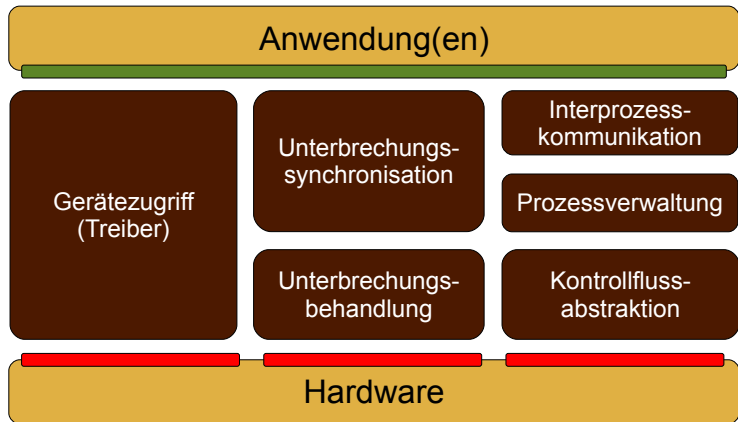 Anwendung(en)
Gerätezugriff
(Treiber)
Unterbrechungs-
synchronisation
Unterbrechungs-
behandlung
Interprozess-
kommunikation
Prozessverwaltung
Kontrollfluss-
abstraktion
Hardware